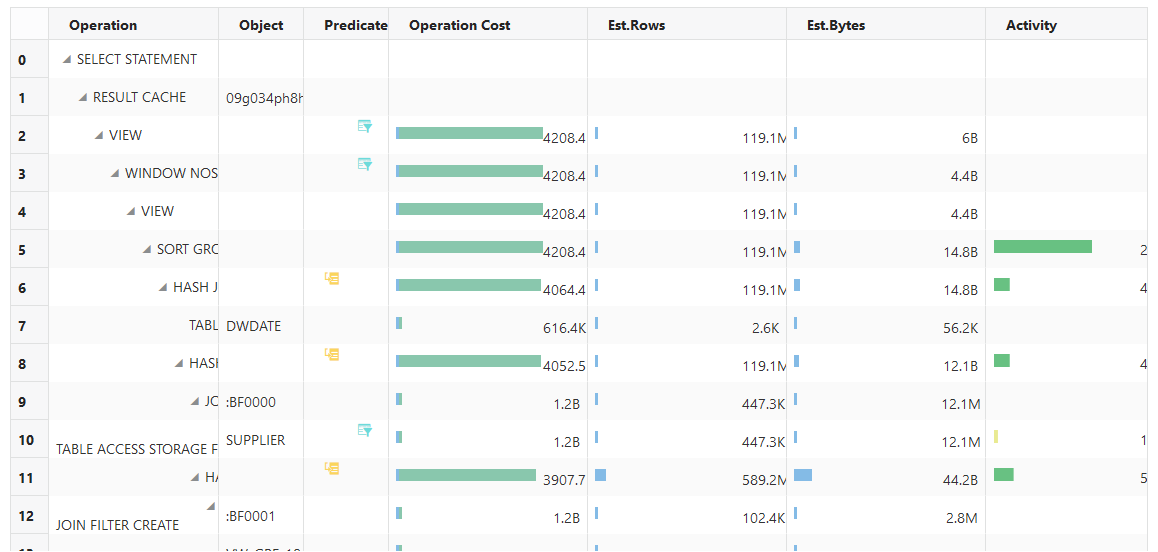 Operation Object Predicate Operation Cost Est.Rows Est.Bytes Activity
0 SELECT STATEMENT
1 RESULT CACHE 09g034ph8h
2 VIEW 4208.4 119.1M 6B
3 WINDOW NOS 4208.4 119.1M 4.4B
4 VIEW 4208.4 119.1M 4.4B
5 SORT GRO 4208.4 119.1M 14.8B 2
6 HASH J 4064.4 119.1M 14.8B 4
7 TABL DWDATE 616.4K 2.6K 56.2K
8 HASH 4052.5 119.1M 12.1B 4
9 JO :BF0000 1.2B 447.3K 12.1M
10 TABLE ACCESS STORAGE F SUPPLIER 1.2B 447.3K 12.1M 1
11 HA 3907.7 589.2M 44.2B 5
12 JOIN FILTER CREATE :BF0001 1.2B 102.4K 2.8M